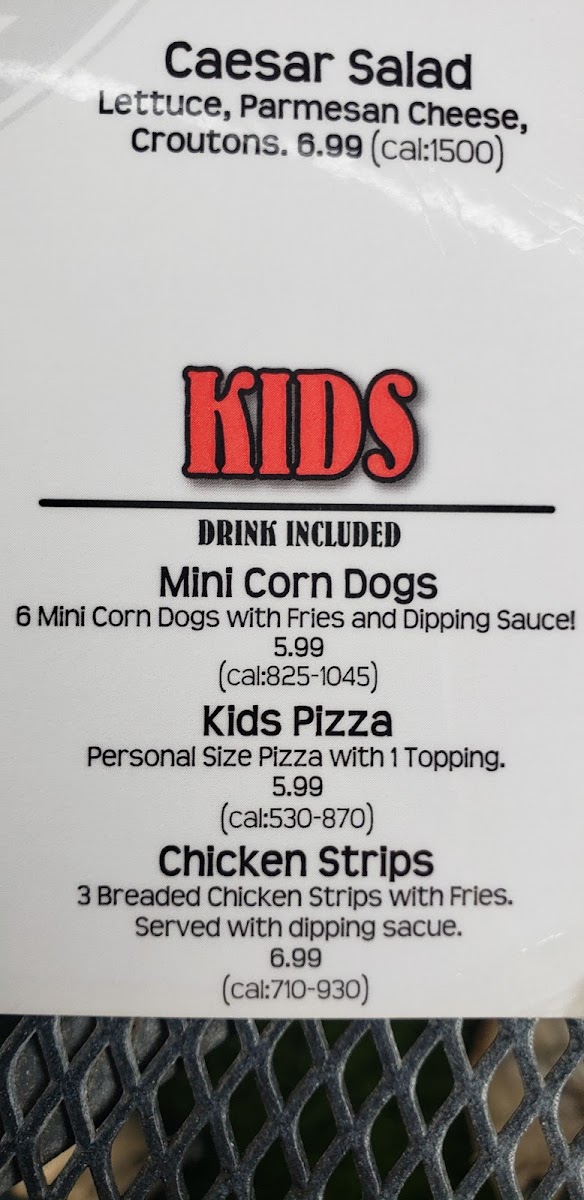 Caesar Salad
Lettuce, Parmesan Cheese,
Croutons. 6.99 (cal:1500)
KIDS
DRINK INCLUDED
Mini Corn Dogs
6 Mini Corn Dogs with Fries and Dipping Sauce!
5.99
(cal:825-1045)
Kids Pizza
Personal Size Pizza with 1 Topping.
5.99
(cal:530-870)
Chicken Strips
3 Breaded Chicken Strips with Fries.
Served with dipping sacue.
6.99
(cal:710-930)